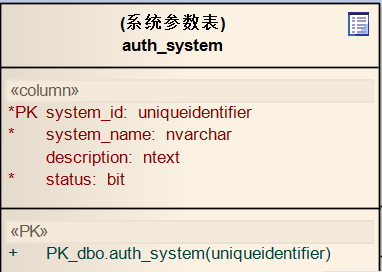 (系统参数表)
auth_system
«column»
*PK system_id: uniqueidentifier
* system_name: nvarchar
description: ntext
* status: bit
«PK»
+ PK_dbo.auth_system(uniqueidentifier)